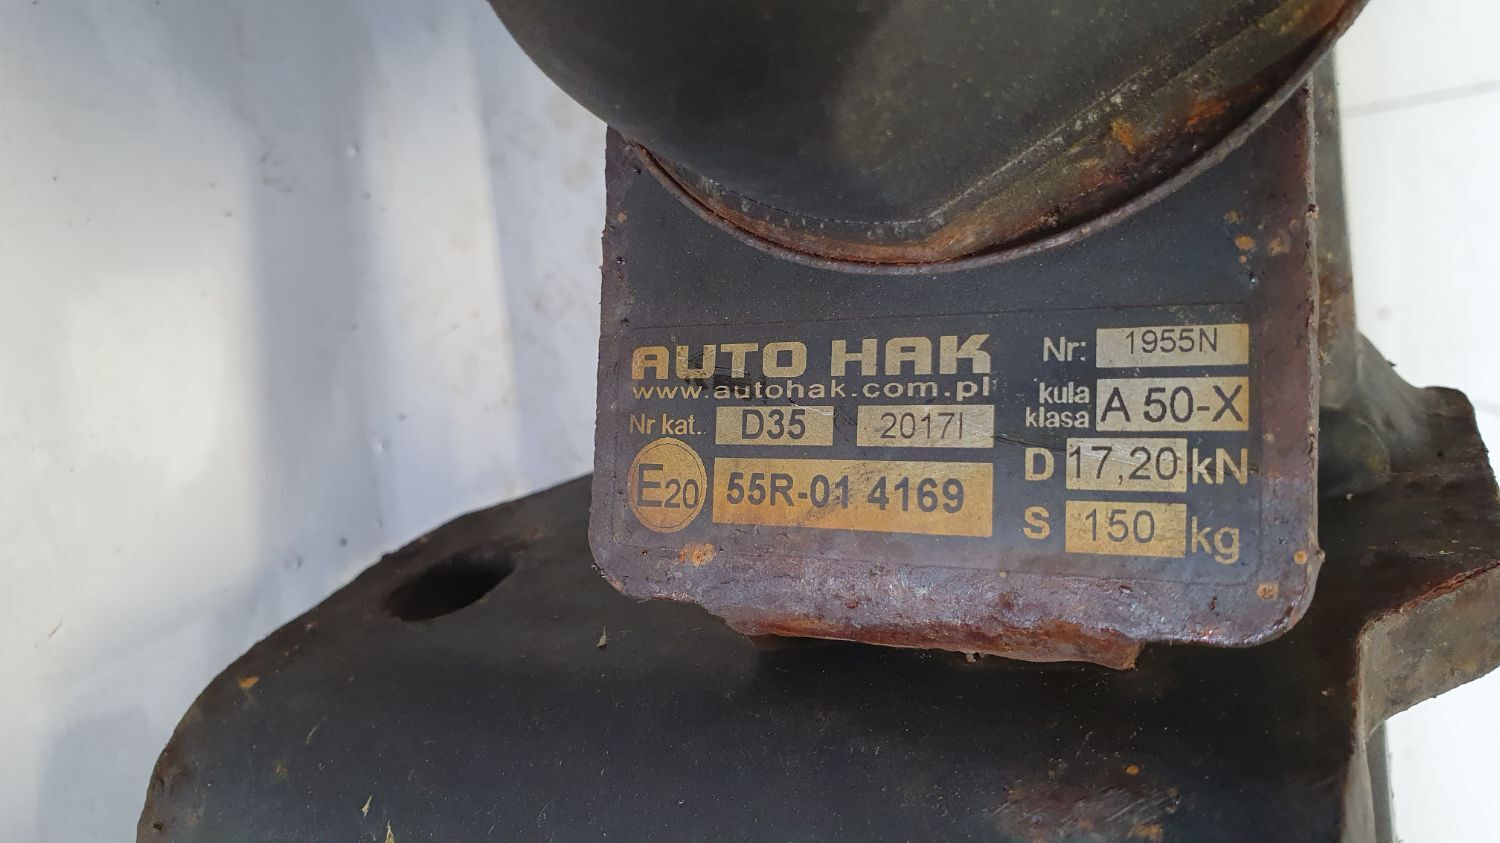 AUTO HAK
www.autohak.com.pl
Nr kat.. D35 2017I
E20 55R-01 4169
Nr: 1955N
kula klasa A 50-X
D 17,20 kN
S 150 kg